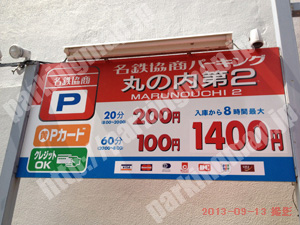 名鉄協商パーキング
丸の内第2
MARUNOUCHI 2
名鉄協商
P
Pカード
クレジット
OK
20分 200円
60分 100円
入庫から8時間最大
1400円
2013-09-13 撮影